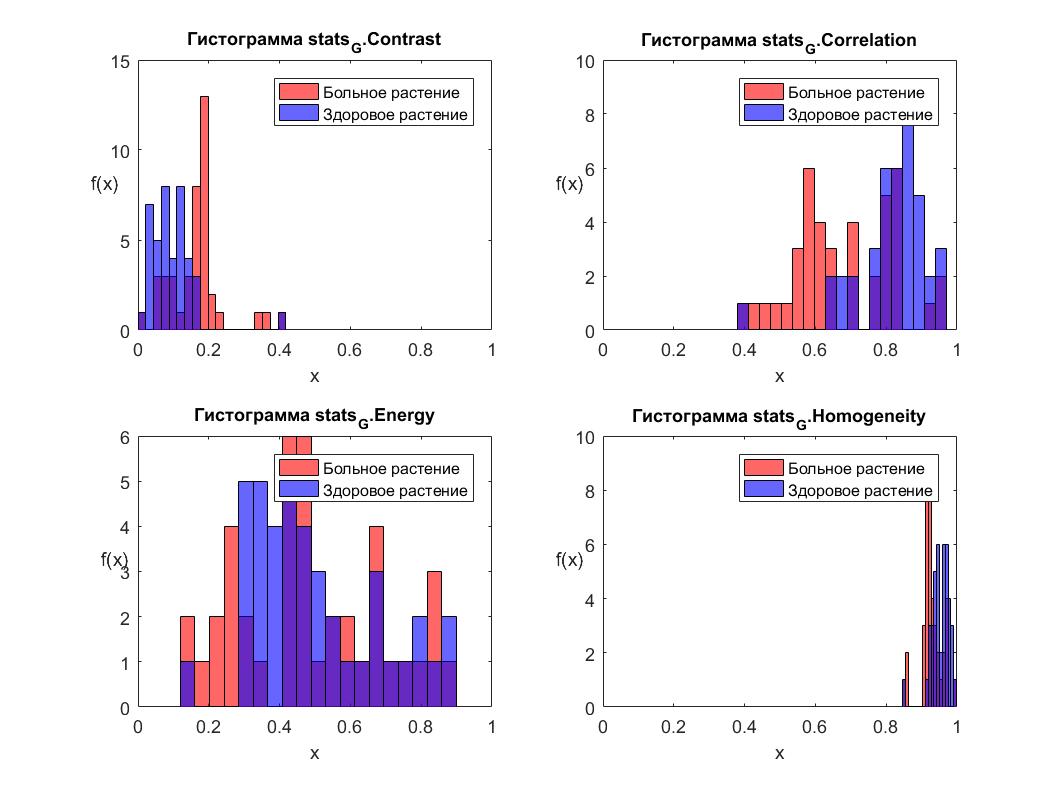 Гистограмма stats_G.Contrast
15
10
5
0
f(x)
Больное растение
Здоровое растение
0 0.2 0.4 0.6 0.8 1
x
Гистограмма stats_G.Correlation
10
8
6
4
2
0
f(x)
Больное растение
Здоровое растение
0 0.2 0.4 0.6 0.8 1
x
Гистограмма stats_G.Energy
6
5
4
3
2
1
0
f(x)
Больное растение
Здоровое растение
0 0.2 0.4 0.6 0.8 1
x
Гистограмма stats_G.Homogeneity
10
8
6
4
2
0
f(x)
Больное растение
Здоровое растение
0 0.2 0.4 0.6 0.8 1
x